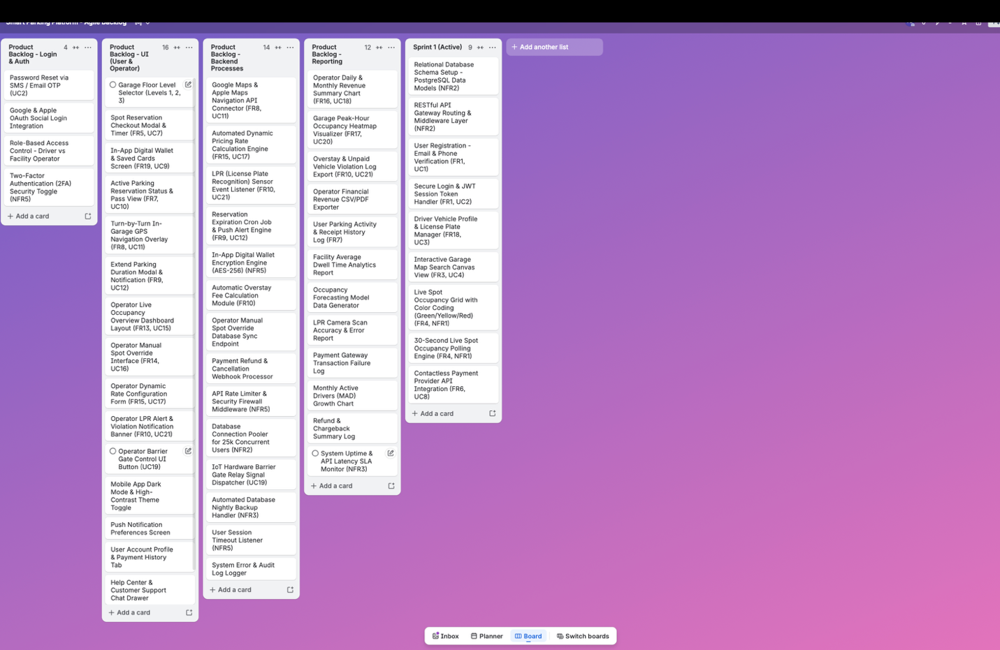 Smart Parking Platform - Agile Backlog
Product
Backlog - Login
& Auth
4
Password Reset via
SMS / Email OTP
(UC2)
Google & Apple
OAuth Social Login
Integration
Role-Based Access
Control - Driver vs
Facility Operator
Two-Factor
Authentication (2FA)
Security Toggle
(NFR5)
+ Add a card
Product
Backlog - UI
(User &
Operator)
16
Garage Floor Level
Selector (Levels 1, 2,
3)
Spot Reservation
Checkout Modal &
Timer (FR5, UC7)
In-App Digital Wallet
& Saved Cards
Screen (FR19, UC9)
Active Parking
Reservation Status &
Pass View (FR7,
UC10)
Turn-by-Turn In-
Garage GPS
Navigation Overlay
(FR8, UC11)
Extend Parking
Duration Modal &
Notification (FR9,
UC12)
Operator Live
Occupancy
Overview Dashboard
Layout (FR13, UC15)
Operator Manual
Spot Override
Interface (FR14,
UC16)
Operator Dynamic
Rate Configuration
Form (FR15, UC17)
Operator LPR Alert &
Violation Notification
Banner (FR10, UC21)
Operator Barrier
Gate Control UI
Button (UC19)
Mobile App Dark
Mode & High-
Contrast Theme
Toggle
Push Notification
Preferences Screen
User Account Profile
& Payment History
Tab
Help Center &
Customer Support
Chat Drawer
+ Add a card
Product
Backlog -
Backend
Processes
14
Google Maps &
Apple Maps
Navigation API
Connector (FR8,
UC11)
Automated Dynamic
Pricing Rate
Calculation Engine
(FR15, UC17)
LPR (License Plate
Recognition) Sensor
Event Listener (FR10,
UC21)
Reservation
Expiration Cron Job
& Push Alert Engine
(FR9, UC12)
In-App Digital Wallet
Encryption Engine
(AES-256) (NFR5)
Automatic Overstay
Fee Calculation
Module (FR10)
Operator Manual
Spot Override
Database Sync
Endpoint
Payment Refund &
Cancellation
Webhook Processor
API Rate Limiter &
Security Firewall
Middleware (NFR5)
Database
Connection Pooler
for 25k Concurrent
Users (NFR2)
IoT Hardware Barrier
Gate Relay Signal
Dispatcher (UC19)
Automated Database
Nightly Backup
Handler (NFR3)
User Session
Timeout Listener
(NFR5)
System Error & Audit
Log Logger
+ Add a card
Product
Backlog -
Reporting
12
Operator Daily &
Monthly Revenue
Summary Chart
(FR16, UC18)
Garage Peak-Hour
Occupancy Heatmap
Visualizer (FR17,
UC20)
Overstay & Unpaid
Vehicle Violation Log
Export (FR10, UC21)
Operator Financial
Revenue CSV/PDF
Exporter
User Parking Activity
& Receipt History
Log (FR7)
Facility Average
Dwell Time Analytics
Report
Occupancy
Forecasting Model
Data Generator
LPR Camera Scan
Accuracy & Error
Report
Payment Gateway
Transaction Failure
Log
Monthly Active
Drivers (MAD)
Growth Chart
Refund &
Chargeback
Summary Log
System Uptime &
API Latency SLA
Monitor (NFR3)
+ Add a card
Sprint 1 (Active)
9
Relational Database
Schema Setup -
PostgreSQL Data
Models (NFR2)
RESTful API
Gateway Routing &
Middleware Layer
(NFR2)
User Registration -
Email & Phone
Verification (FR1,
UC1)
Secure Login & JWT
Session Token
Handler (FR1, UC2)
Driver Vehicle Profile
& License Plate
Manager (FR18,
UC3)
Interactive Garage
Map Search Canvas
View (FR3, UC4)
Live Spot
Occupancy Grid with
Color Coding
(Green/Yellow/Red)
(FR4, NFR1)
30-Second Live Spot
Occupancy Polling
Engine (FR4, NFR1)
Contactless Payment
Provider API
Integration (FR6,
UC8)
+ Add a card
+ Add another list
Inbox
Planner
Board
Switch boards